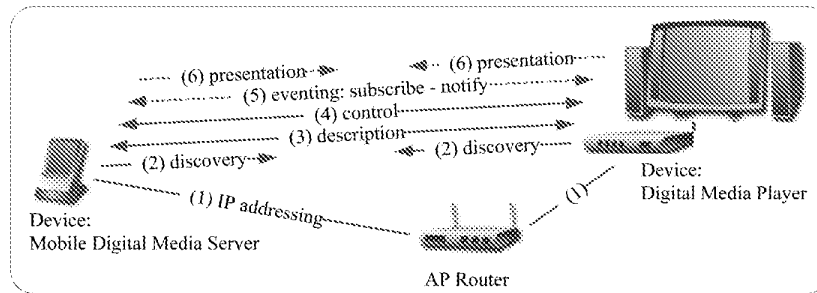 (6) presentation
(6) presentation
(5) eventing: subscribe - notify
(4) control
(3) description
(2) discovery
(2) discovery
(1) IP addressing
(1)
Device:
Digital Media Player
Device:
Mobile Digital Media Server
AP Router